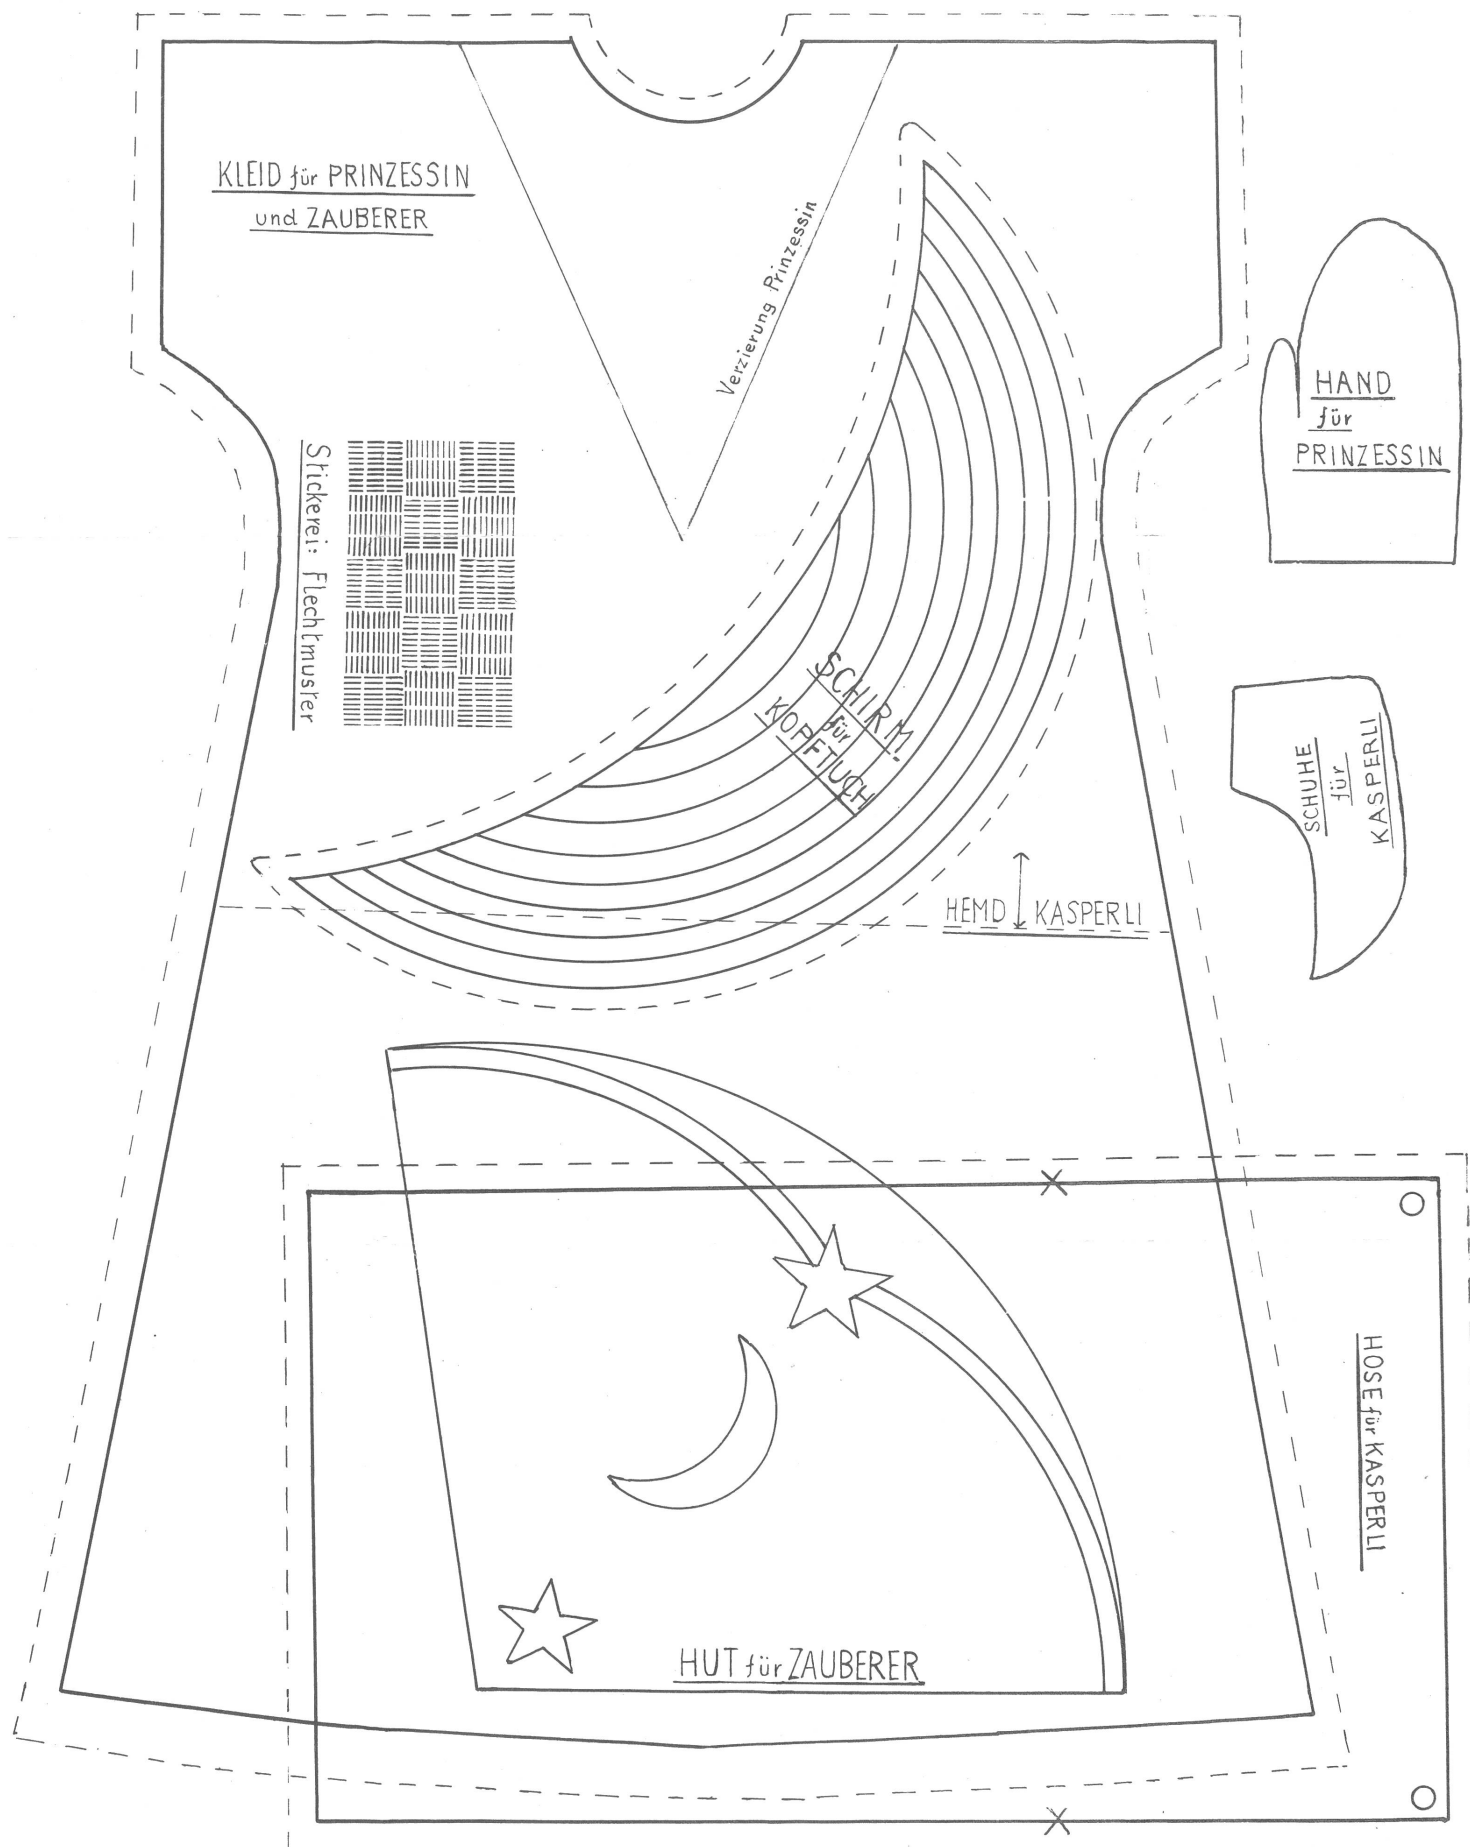 KLEID für PRINZESSIN
und ZAUBERER
Verzierung Prinzessin
HAND
für
PRINZESSIN
Stickerei: Flechtmuster
SCHIRM
für
KOPFTUCH
SCHUHE
für
KASPERLI
HEMD KASPERLI
HOSE für KASPERLI
HUT für ZAUBERER